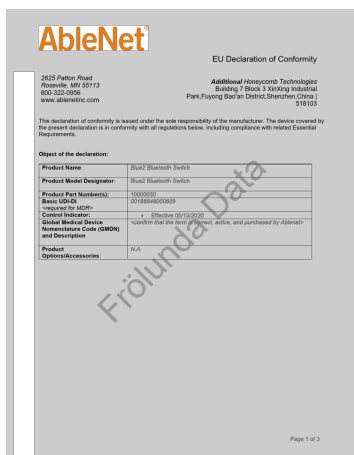 AbleNet®
EU Declaration of Conformity
2625 Patton Road
Roseville, MN 55113
800-322-0956
www.ablenetinc.com
Additional Honeycomb Technologies
Building 7 Block 3 XinXing Industrial
Park,Fuyong Bao'an District,Shenzhen,China |
518103
This declaration of conformity is issued under the sole responsibility of the manufacturer. The device covered by
the present declaration is in conformity with all regulations below, including compliance with related Essential
Requirements.
Object of the declaration:
Product Name: Blue2 Bluetooth Switch
Product Model Designator: Blue2 Bluetooth Switch
Product Part Number(s): 10000030
Basic UDI-DI 00186648000609
<required for MDR>
Control Indicator: • Effective 05/13/2020
Global Medical Device <confirm that the term is correct, active, and purchased by Ablenet>
Nomenclature Code (GMDN)
and Description
Product N.A.
Options/Accessories:
Frölunda Data
Page 1 of 3